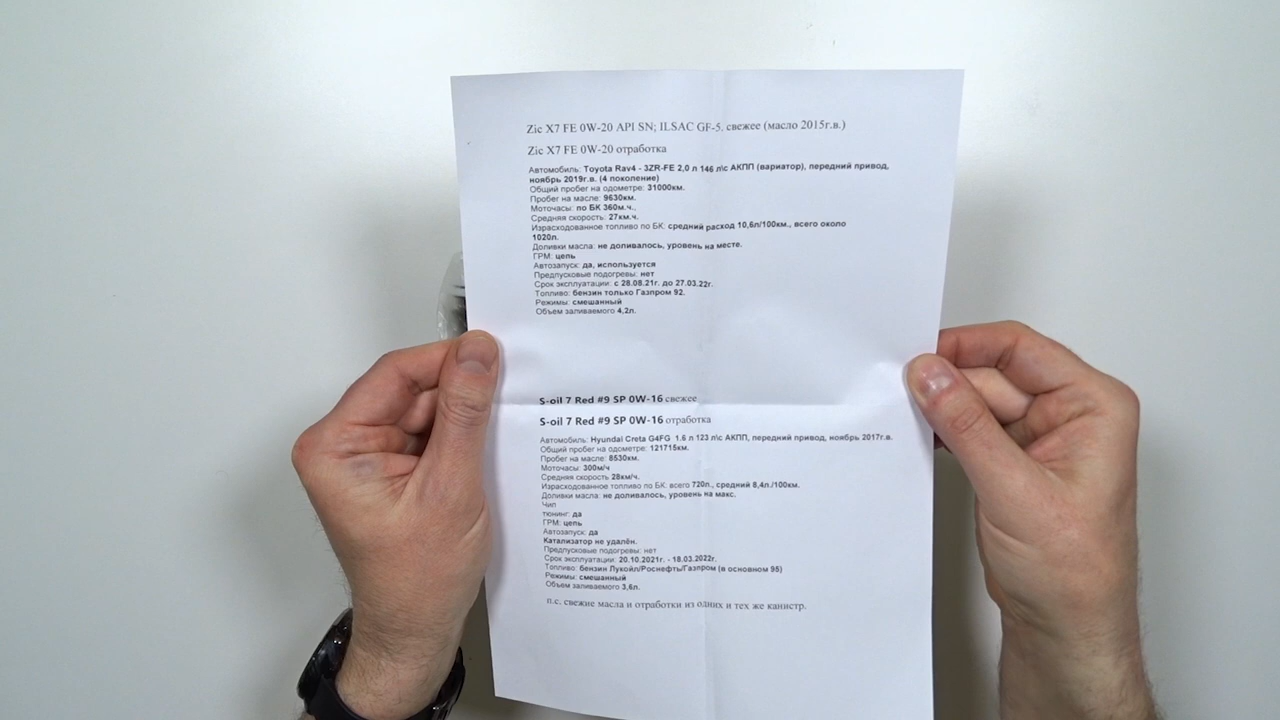 Zic X7 FE 0W-20 API SN; ILSAC GF-5, свежее (масло 2015г.в.)
Zic X7 FE 0W-20 отработка
Автомобиль: Toyota Rav4 - 3ZR-FE 2,0 л 146 л\с АКПП (вариатор), передний привод,
ноябрь 2019г.в. (4 поколение)
Общий пробег на одометре: 31000км.
Пробег на масле: 9630км.
Моточасы: по БК 360м.ч.,
Средняя скорость: 27км.ч.
Израсходованное топливо по БК: средний расход 10,6л/100км., всего около
1020л.
Доливки масла: не доливалось, уровень на месте.
ГРМ: цепь
Автозапуск: да, используется
Предпусковые подогревы: нет
Срок эксплуатации: с 28.08.21г. до 27.03.22г.
Топливо: бензин только Газпром 92.
Режимы: смешанный
Объем заливаемого 4,2л.
S-oil 7 Red #9 SP 0W-16 свежее
S-oil 7 Red #9 SP 0W-16 отработка
Автомобиль: Hyundai Creta G4FG 1.6 л 123 л\с АКПП, передний привод, ноябрь 2017г.в.
Общий пробег на одометре: 121715км.
Пробег на масле: 8530км.
Моточасы: 300м/ч
Средняя скорость 28км/ч.
Израсходованное топливо по БК: всего 720л., средний 8,4л./100км.
Доливки масла: не доливалось, уровень на макс.
Чип
тюнинг: да
ГРМ: цепь
Автозапуск: да
Катализатор не удалён.
Предпусковые подогревы: нет
Срок эксплуатации: 20.10.2021г. - 18.03.2022г.
Топливо: бензин Лукойл/Роснефть/Газпром (в основном 95)
Режимы: смешанный
Объем заливаемого 3,6л.
п.с. свежие масла и отработки из одних и тех же канистр.